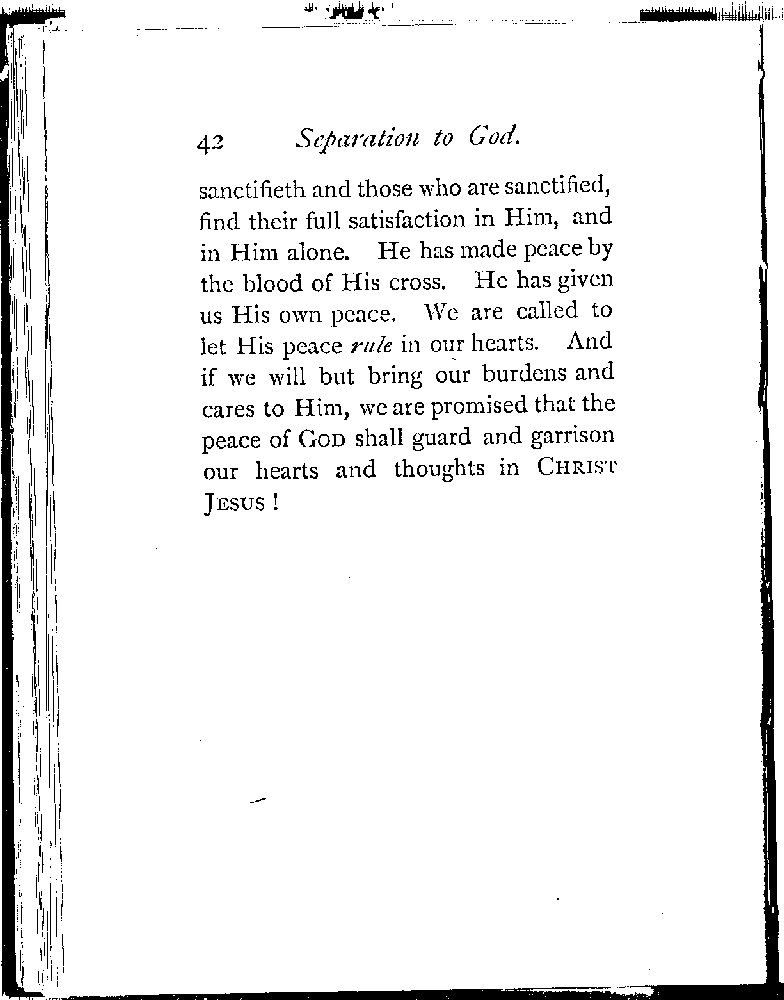 42 Separation to God.
sanctifieth and those who are sanctified,
find their full satisfaction in Him, and
in Him alone. He has made peace by
the blood of His cross. He has given
us His own peace. We are called to
let His peace rule in our hearts. And
if we will but bring our burdens and
cares to Him, we are promised that the
peace of GOD shall guard and garrison
our hearts and thoughts in CHRIST
JESUS !